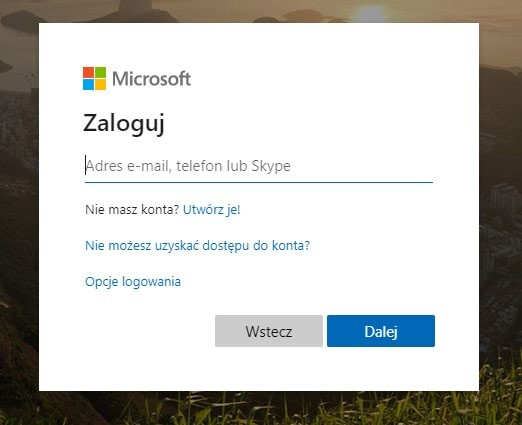 Microsoft
Zaloguj
Adres e-mail, telefon lub Skype
Nie masz konta? Utwórz je!
Nie możesz uzyskać dostępu do konta?
Opcje logowania
Wstecz Dalej